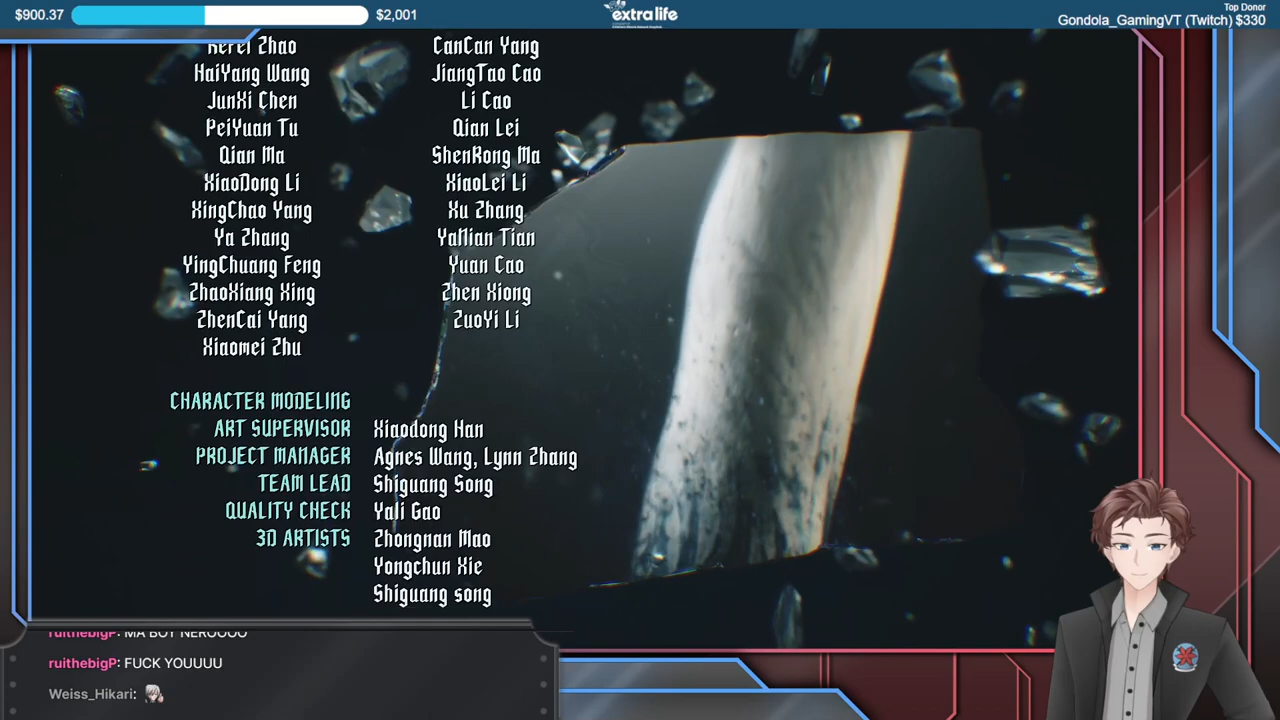 $900.37
$2,001
extra life
Top Donor
Gondola_GamingVT (Twitch) $330
KeFei Zhao
HaiYang Wang
JunXi Chen
PeiYuan Tu
Qian Ma
XiaoDong Li
XingChao Yang
Ya Zhang
YingChuang Feng
ZhaoXiang Xing
ZhenCai Yang
Xiaomei Zhu
CanCan Yang
JiangTao Cao
Li Cao
Qian Lei
ShenRong Ma
XiaoLei Li
Xu Zhang
YaNian Tian
Yuan Cao
Zhen Xiong
ZuoYi Li
CHARACTER MODELING
ART SUPERVISOR Xiaodong Han
PROJECT MANAGER Agnes Wang, Lynn Zhang
TEAM LEAD Shiguang Song
QUALITY CHECK Yali Gao
3D ARTISTS Zhongnan Mao
Yongchun Xie
Shiguang song
ruithebigP: MA BOY NEROOOO
ruithebigP: FUCK YOUUUU
Weiss_Hikari: